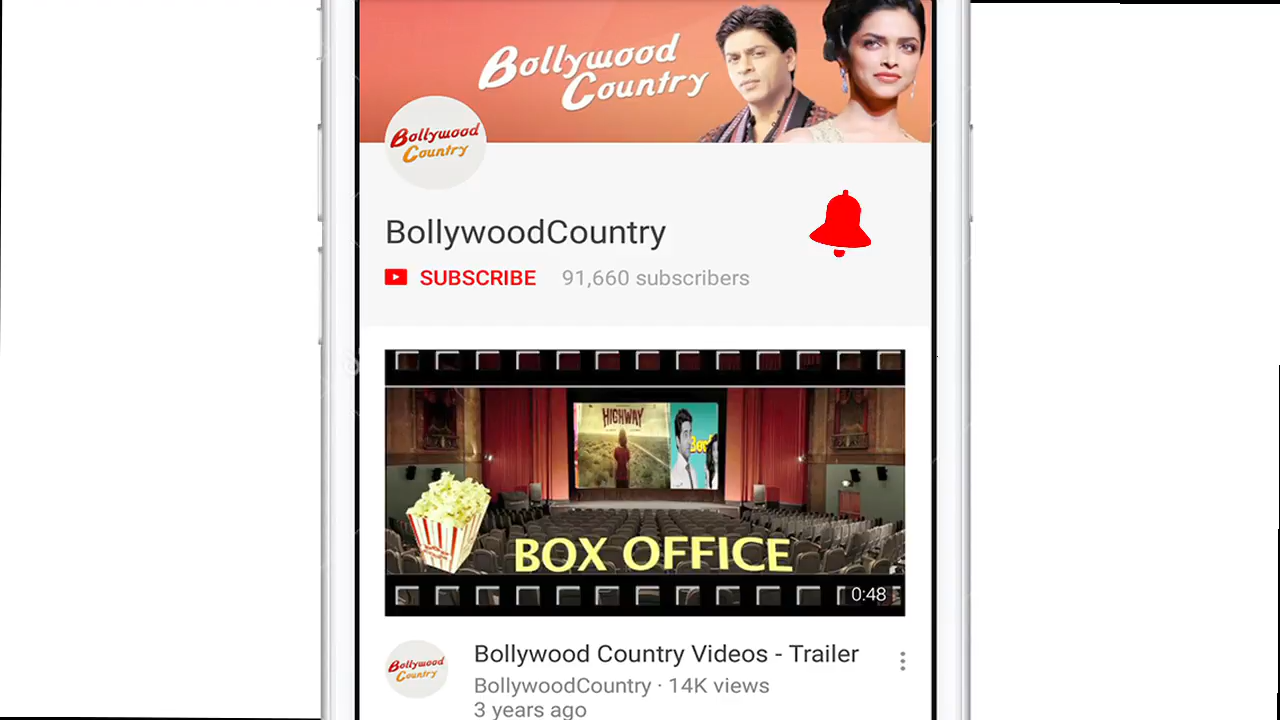 Bollywood
Country
Bollywood
Country
BollywoodCountry
SUBSCRIBE 91,660 subscribers
HIGHWAY
BOX OFFICE
0:48
Bollywood
Country
Bollywood Country Videos - Trailer
BollywoodCountry · 14K views
3 years ago